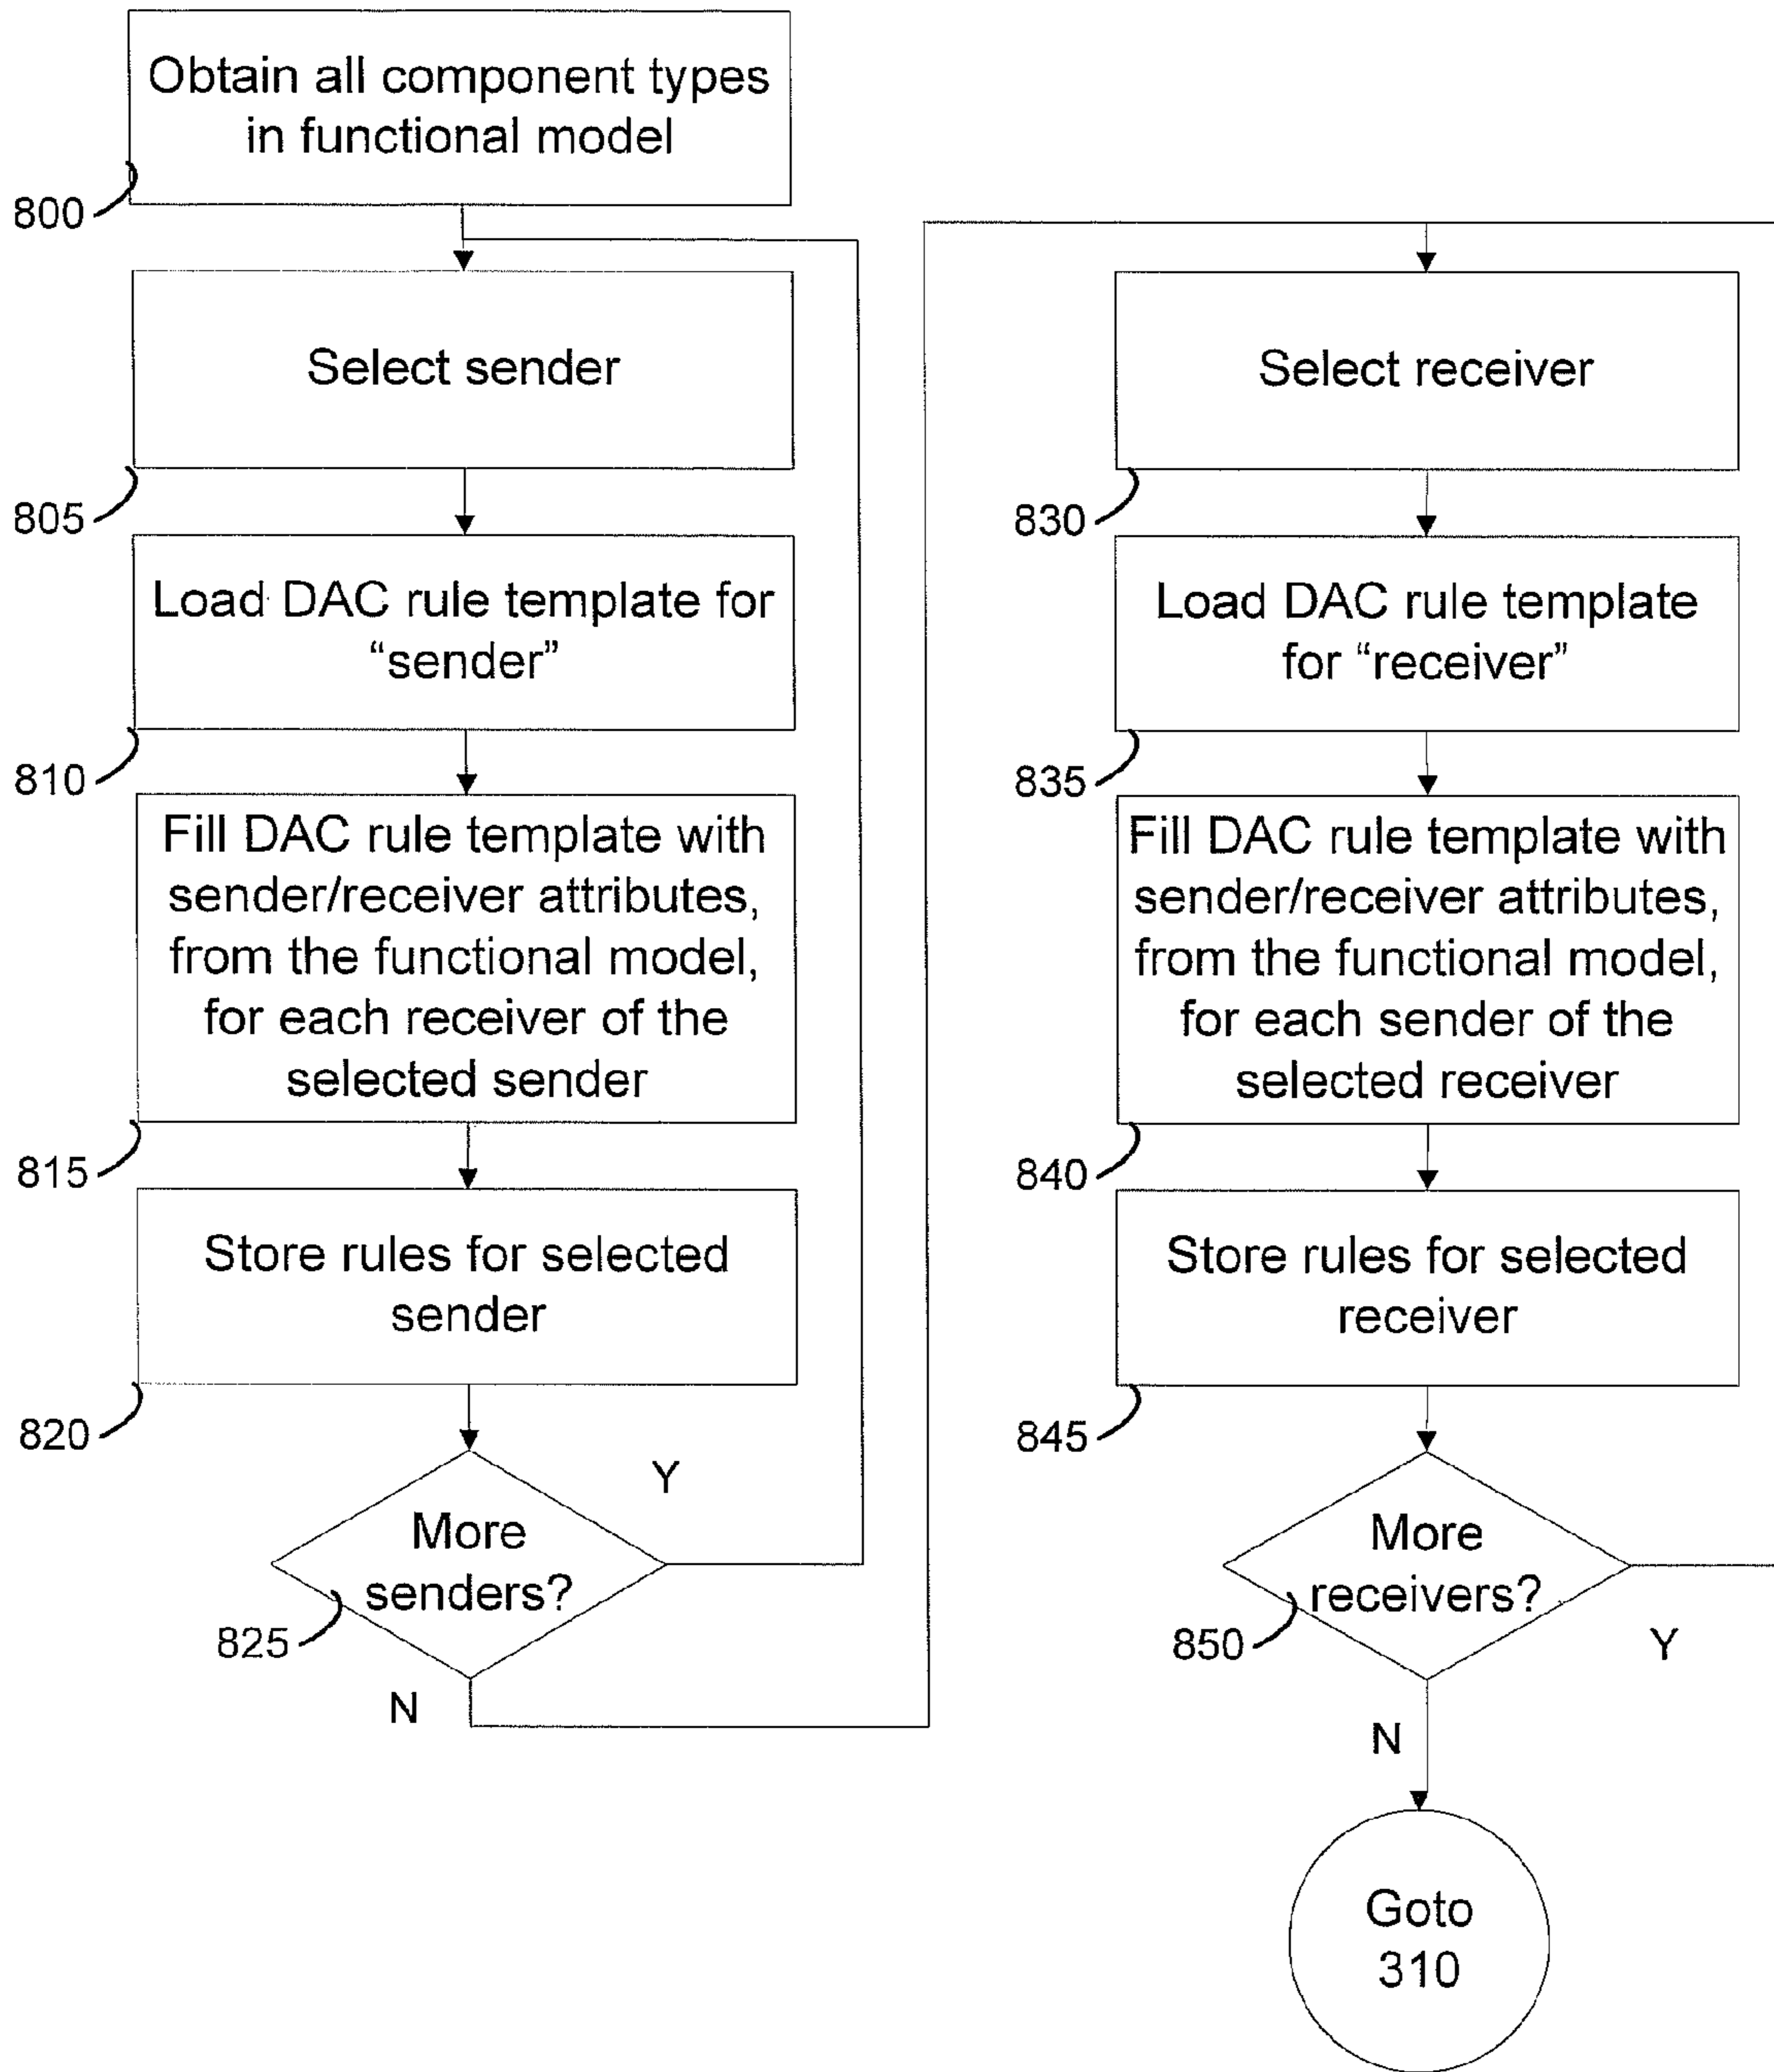 Obtain all component types
in functional model
800
Select sender
805
Load DAC rule template for
“sender”
810
Fill DAC rule template with
sender/receiver attributes,
from the functional model,
for each receiver of the
selected sender
815
Store rules for selected
sender
820
More
senders?
825
Y
N
Select receiver
830
Load DAC rule template
for “receiver”
835
Fill DAC rule template with
sender/receiver attributes,
from the functional model,
for each sender of the
selected receiver
840
Store rules for selected
receiver
845
More
receivers?
850
Y
N
Goto
310